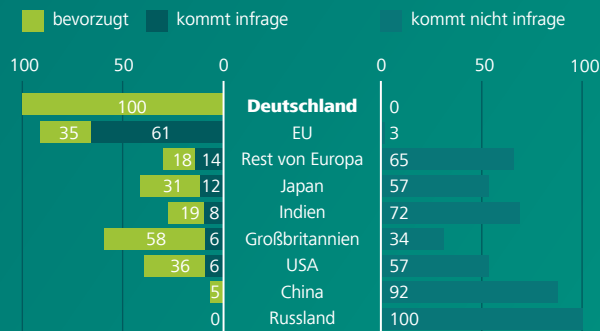 bevorzugt kommt infrage kommt nicht infrage
100 50 0 0 50 100
100 Deutschland 0
35 61 EU 3
18 14 Rest von Europa 65
31 12 Japan 57
19 8 Indien 72
58 6 Großbritannien 34
36 6 USA 57
5 China 92
0 Russland 100